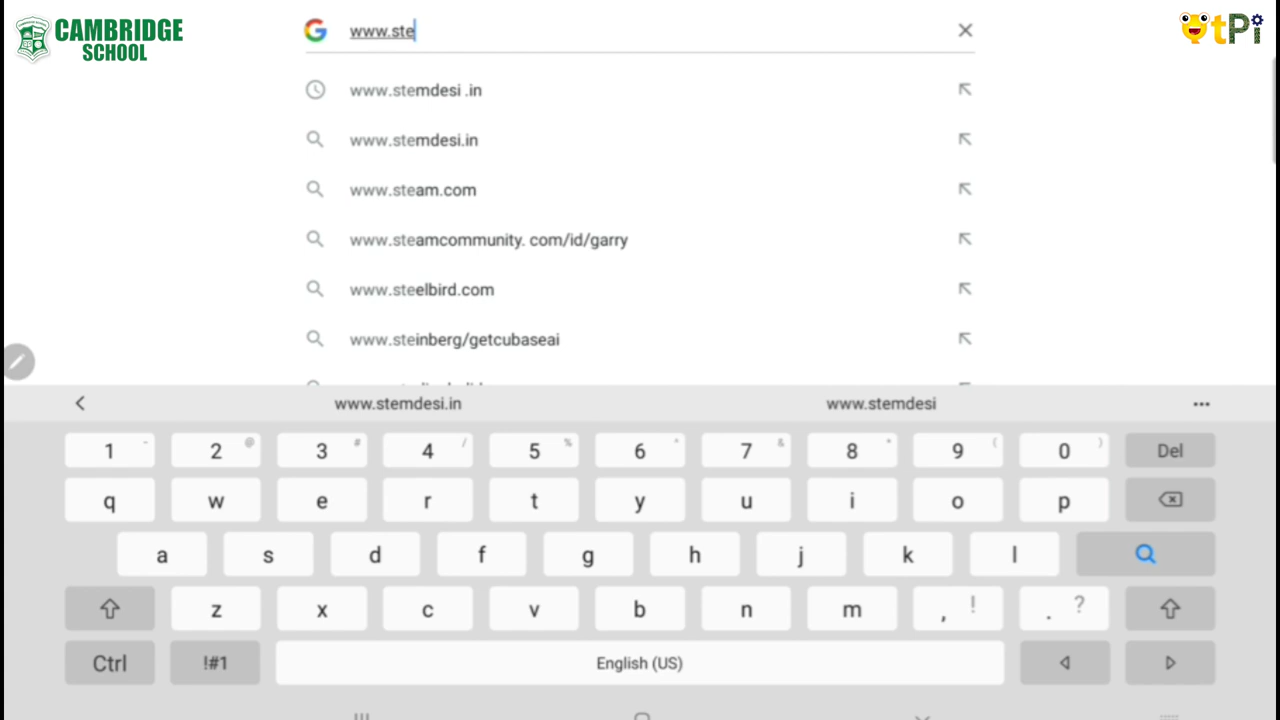 CAMBRIDGE
SCHOOL
www.ste
OtPi
www.stemdesi .in
www.stemdesi.in
www.steam.com
www.steamcommunity. com/id/garry
www.steelbird.com
www.steinberg/getcubaseai
www.stemdesi.in www.stemdesi ...
1 - 2 @ 3 # 4 / 5 % 6 ^ 7 & 8 * 9 ( 0 ) Del
q w e r t y u i o p
a s d f g h j k l
z x c v b n m , ! . ?
Ctrl !#1 English (US)